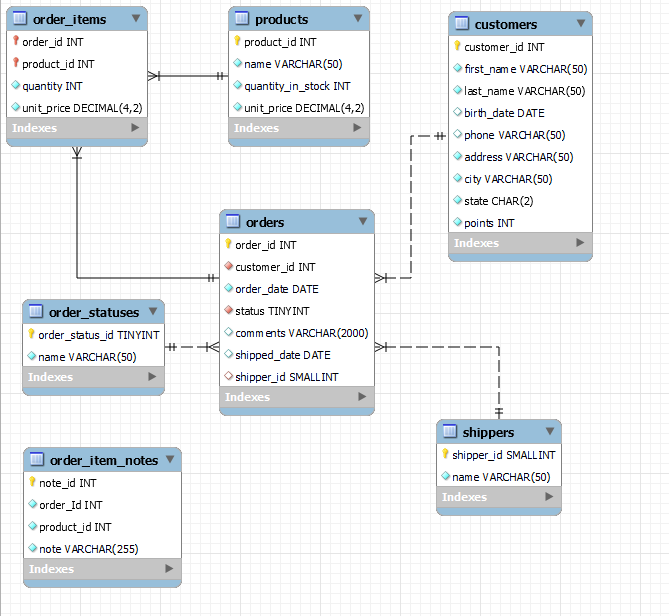 order_items
order_id INT
product_id INT
quantity INT
unit_price DECIMAL(4,2)
Indexes
products
product_id INT
name VARCHAR(50)
quantity_in_stock INT
unit_price DECIMAL(4,2)
Indexes
customers
customer_id INT
first_name VARCHAR(50)
last_name VARCHAR(50)
birth_date DATE
phone VARCHAR(50)
address VARCHAR(50)
city VARCHAR(50)
state CHAR(2)
points INT
Indexes
orders
order_id INT
customer_id INT
order_date DATE
status TINYINT
comments VARCHAR(2000)
shipped_date DATE
shipper_id SMALLINT
Indexes
order_statuses
order_status_id TINYINT
name VARCHAR(50)
Indexes
shippers
shipper_id SMALLINT
name VARCHAR(50)
Indexes
order_item_notes
note_id INT
order_Id INT
product_id INT
note VARCHAR(255)
Indexes